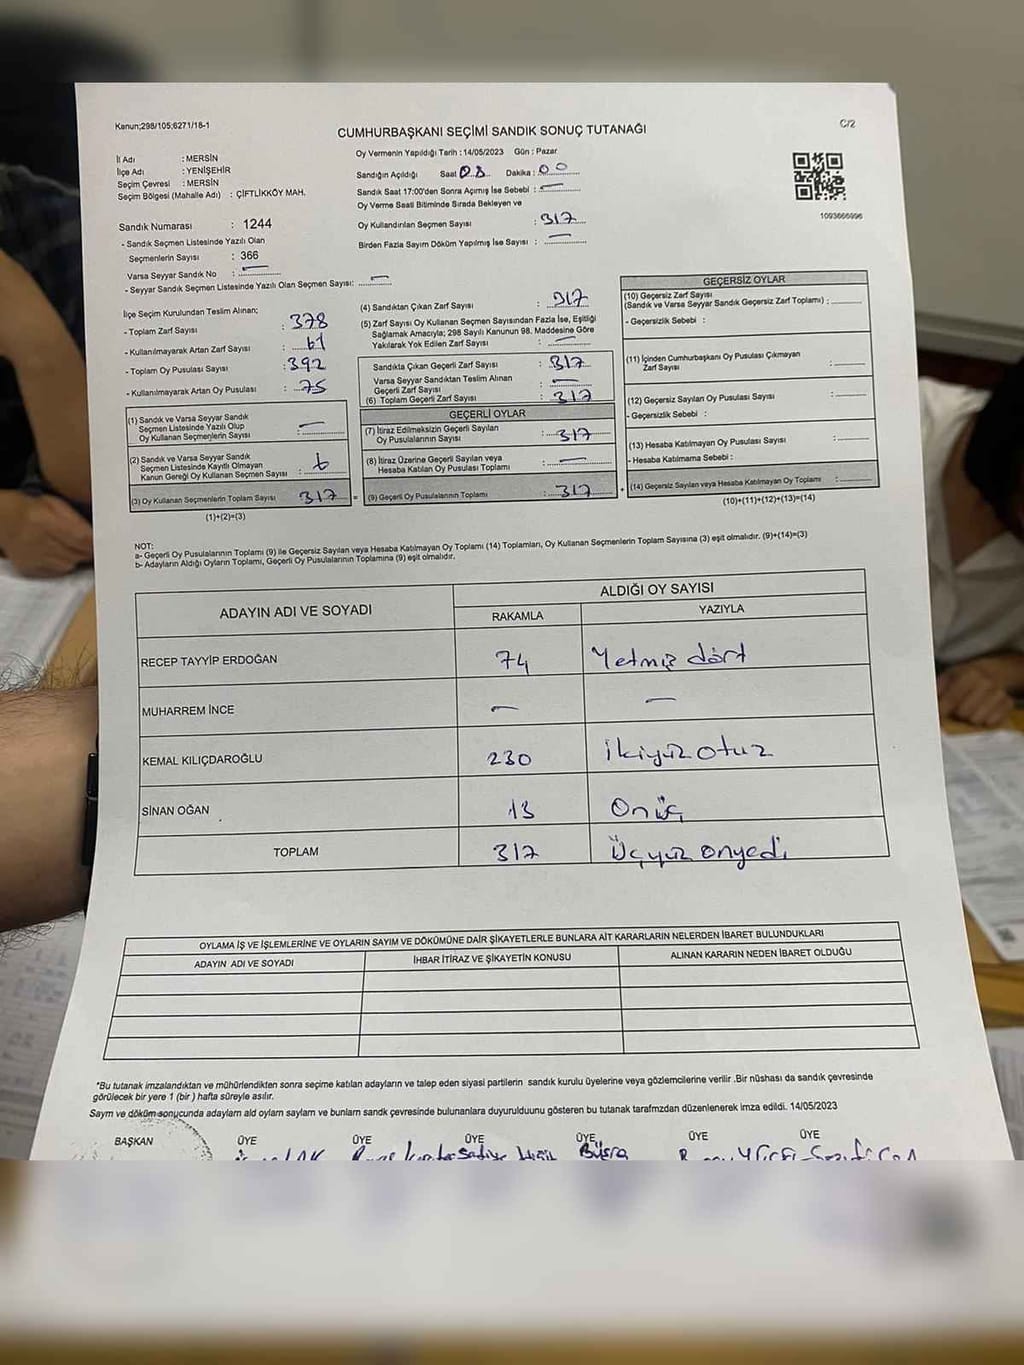 Kanun;298/105;6271/18-1
C/2
CUMHURBAŞKANI SEÇİMİ SANDIK SONUÇ TUTANAĞI
İl Adı : MERSİN
İlçe Adı : YENİŞEHİR
Seçim Çevresi : MERSİN
Seçim Bölgesi (Mahalle Adı) : ÇİFTLİKKÖY MAH.
Sandık Numarası : 1244
- Sandık Seçmen Listesinde Yazılı Olan
Seçmenlerin Sayısı : 366
Varsa Seyyar Sandık No : —
- Seyyar Sandık Seçmen Listesinde Yazılı Olan Seçmen Sayısı: —
Oy Vermenin Yapıldığı Tarih : 14/05/2023 Gün : Pazar
Sandığın Açıldığı Saat 08 Dakika : 00
Sandık Saat 17:00'den Sonra Açılmış İse Sebebi : —
Oy Verme Saati Bitiminde Sırada Bekleyen ve
Oy Kullandırılan Seçmen Sayısı : 317
Birden Fazla Sayım Döküm Yapılmış İse Sayısı : —
1093666996
İlçe Seçim Kurulundan Teslim Alınan;
- Toplam Zarf Sayısı : 378
- Kullanılmayarak Artan Zarf Sayısı : 61
- Toplam Oy Pusulası Sayısı : 392
- Kullanılmayarak Artan Oy Pusulası : 75
(1) Sandık ve Varsa Seyyar Sandık
Seçmen Listesinde Yazılı Olup
Oy Kullanan Seçmenlerin Sayısı : —
(2) Sandık ve Varsa Seyyar Sandık
Seçmen Listesinde Kayıtlı Olmayan
Kanun Gereği Oy Kullanan Seçmen Sayısı : 6
(3) Oy Kullanan Seçmenlerin Toplam Sayısı 317 =
(1)+(2)=(3)
(4) Sandıktan Çıkan Zarf Sayısı : 317
(5) Zarf Sayısı Oy Kullanan Seçmen Sayısından Fazla İse, Eşitliği
Sağlamak Amacıyla; 298 Sayılı Kanunun 98. Maddesine Göre
Yakılarak Yok Edilen Zarf Sayısı : —
Sandıkta Çıkan Geçerli Zarf Sayısı : 317
Varsa Seyyar Sandıktan Teslim Alınan
Geçerli Zarf Sayısı : —
(6) Toplam Geçerli Zarf Sayısı : 317
GEÇERLİ OYLAR
(7) İtiraz Edilmeksizin Geçerli Sayılan
Oy Pusulalarının Sayısı : 317
(8) İtiraz Üzerine Geçerli Sayılan veya
Hesaba Katılan Oy Pusulası Toplamı : —
(9) Geçerli Oy Pusulalarının Toplamı : 317 +
GEÇERSİZ OYLAR
(10) Geçersiz Zarf Sayısı
(Sandık ve Varsa Seyyar Sandık Geçersiz Zarf Toplamı) :
- Geçersizlik Sebebi :
(11) İçinden Cumhurbaşkanı Oy Pusulası Çıkmayan
Zarf Sayısı :
(12) Geçersiz Sayılan Oy Pusulası Sayısı :
- Geçersizlik Sebebi :
(13) Hesaba Katılmayan Oy Pusulası Sayısı :
- Hesaba Katılmama Sebebi :
(14) Geçersiz Sayılan veya Hesaba Katılmayan Oy Toplamı :
(10)+(11)+(12)+(13)=(14)
NOT:
a- Geçerli Oy Pusulalarının Toplamı (9) ile Geçersiz Sayılan veya Hesaba Katılmayan Oy Toplamı (14) Toplamları, Oy Kullanan Seçmenlerin Toplam Sayısına (3) eşit olmalıdır. (9)+(14)=(3)
b- Adayların Aldığı Oyların Toplamı, Geçerli Oy Pusulalarının Toplamına (9) eşit olmalıdır.
ADAYIN ADI VE SOYADI ALDIĞI OY SAYISI
RAKAMLA YAZIYLA
RECEP TAYYİP ERDOĞAN 74 Yetmiş dört
MUHARREM İNCE — —
KEMAL KILIÇDAROĞLU 230 ikiyüz otuz
SİNAN OĞAN 13 Onüç
TOPLAM 317 Üçyüz onyedi
OYLAMA İŞ VE İŞLEMLERİNE VE OYLARIN SAYIM VE DÖKÜMÜNE DAİR ŞİKAYETLERLE BUNLARA AİT KARARLARIN NELERDEN İBARET BULUNDUKLARI
ADAYIN ADI VE SOYADI İHBAR İTİRAZ VE ŞİKAYETİN KONUSU ALINAN KARARIN NEDEN İBARET OLDUĞU
*Bu tutanak imzalandıktan ve mühürlendikten sonra seçime katılan adayların ve talep eden siyasi partilerin sandık kurulu üyelerine veya gözlemcilerine verilir .Bir nüshası da sandık çevresinde
görülecek bir yere 1 (bir ) hafta süreyle asılır.
Sayım ve döküm sonucunda adayların aldı oyların sayların ve bunların sandk çevresinde bulunanlara duyurulduunu gösteren bu tutanak tarafmzdan düzenlenerek imza edildi. 14/05/2023
BAŞKAN ÜYE ÜYE ÜYE ÜYE ÜYE ÜYE
Büşra